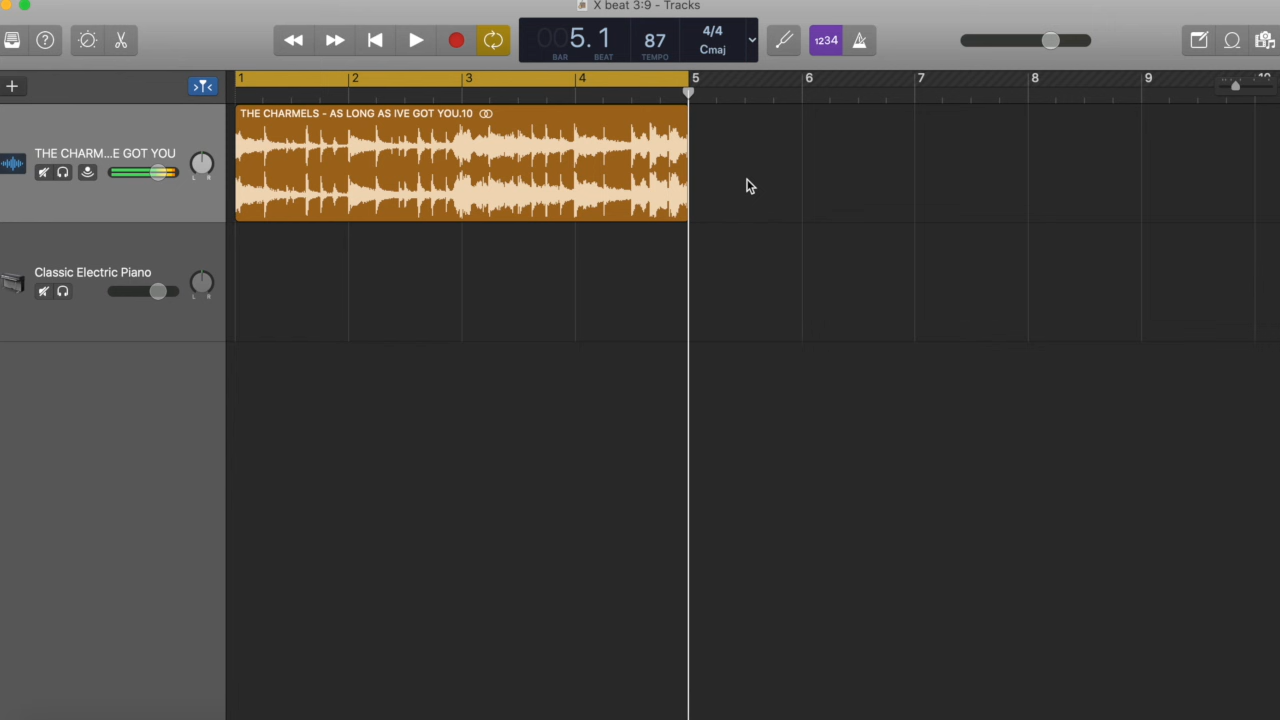 X beat 3:9 - Tracks
005. 1
BAR BEAT
87
TEMPO
4/4
Cmaj
1234
1 2 3 4 5 6 7 8 9 10
THE CHARMELS - AS LONG AS IVE GOT YOU.10
THE CHARM...E GOT YOU
L R
Classic Electric Piano
L R